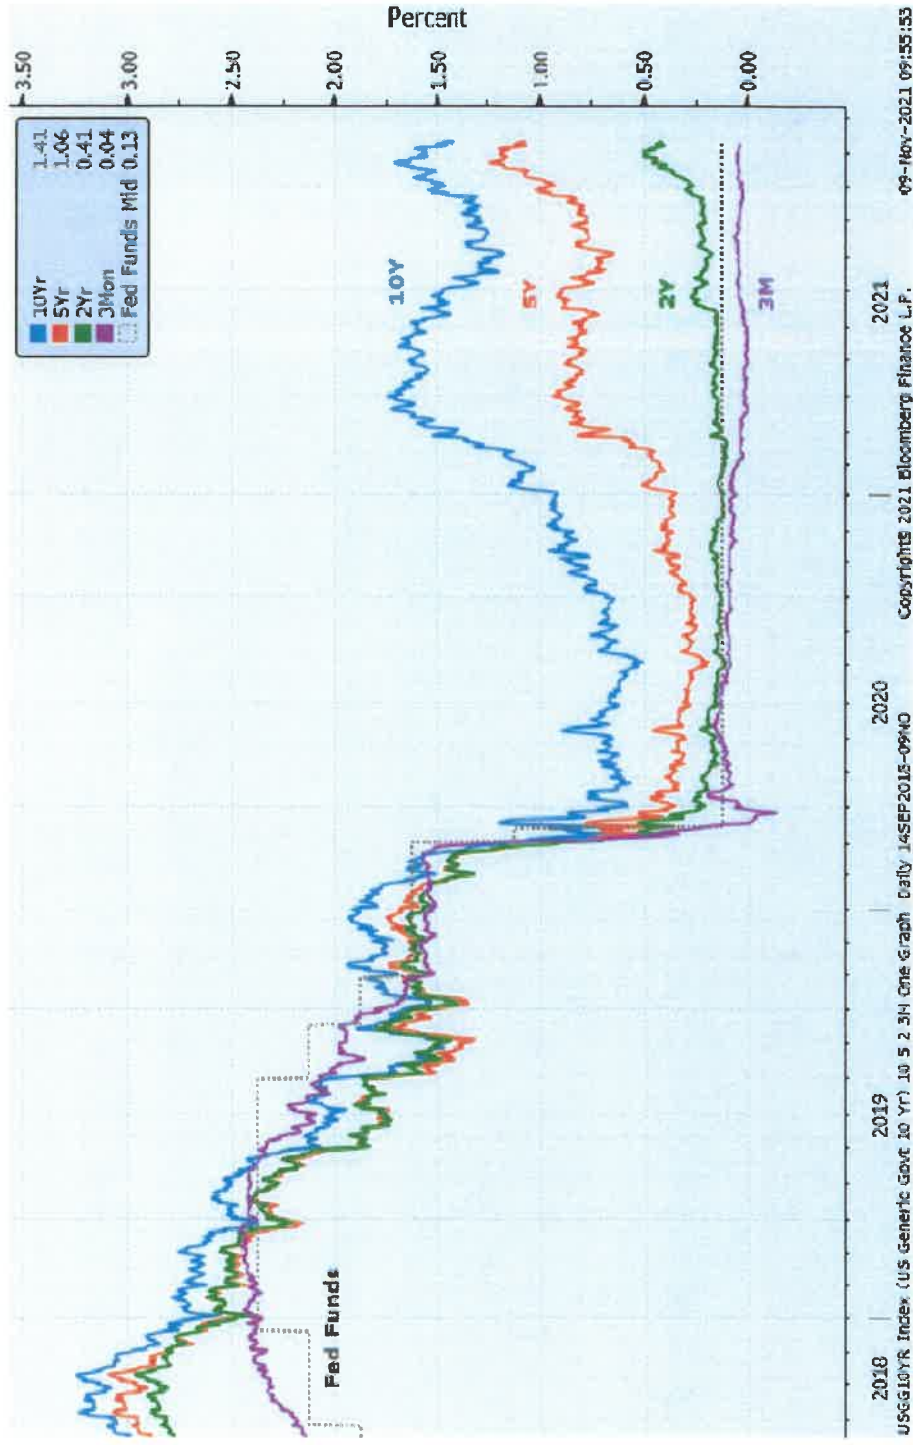 Percent
3.50
3.00
2.50
2.00
1.50
1.00
0.50
0.00
10Yr 1.41
5Yr 1.06
2Yr 0.41
3Mon 0.04
Fed Funds Mid 0.13
10Y
5Y
2Y
3M
Fed Funds
2018
2019
2020
2021
USGG10YR Index (US Generic Govt 10 Yr) 10 5 2 3M One Graph Daily 14SEP2018-09NO
Copyrights 2021 Bloomberg Finance L.P.
09-Nov-2021 09:55:53